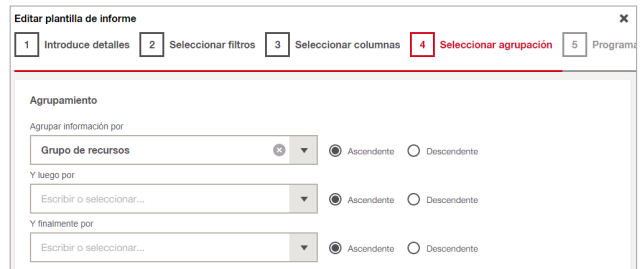 Editar plantilla de informe
1 Introduce detalles 2 Seleccionar filtros 3 Seleccionar columnas 4 Seleccionar agrupación 5 Programa
Agrupamiento
Agrupar información por
Grupo de recursos Ascendente Descendente
Y luego por
Escribir o seleccionar... Ascendente Descendente
Y finalmente por
Escribir o seleccionar... Ascendente Descendente